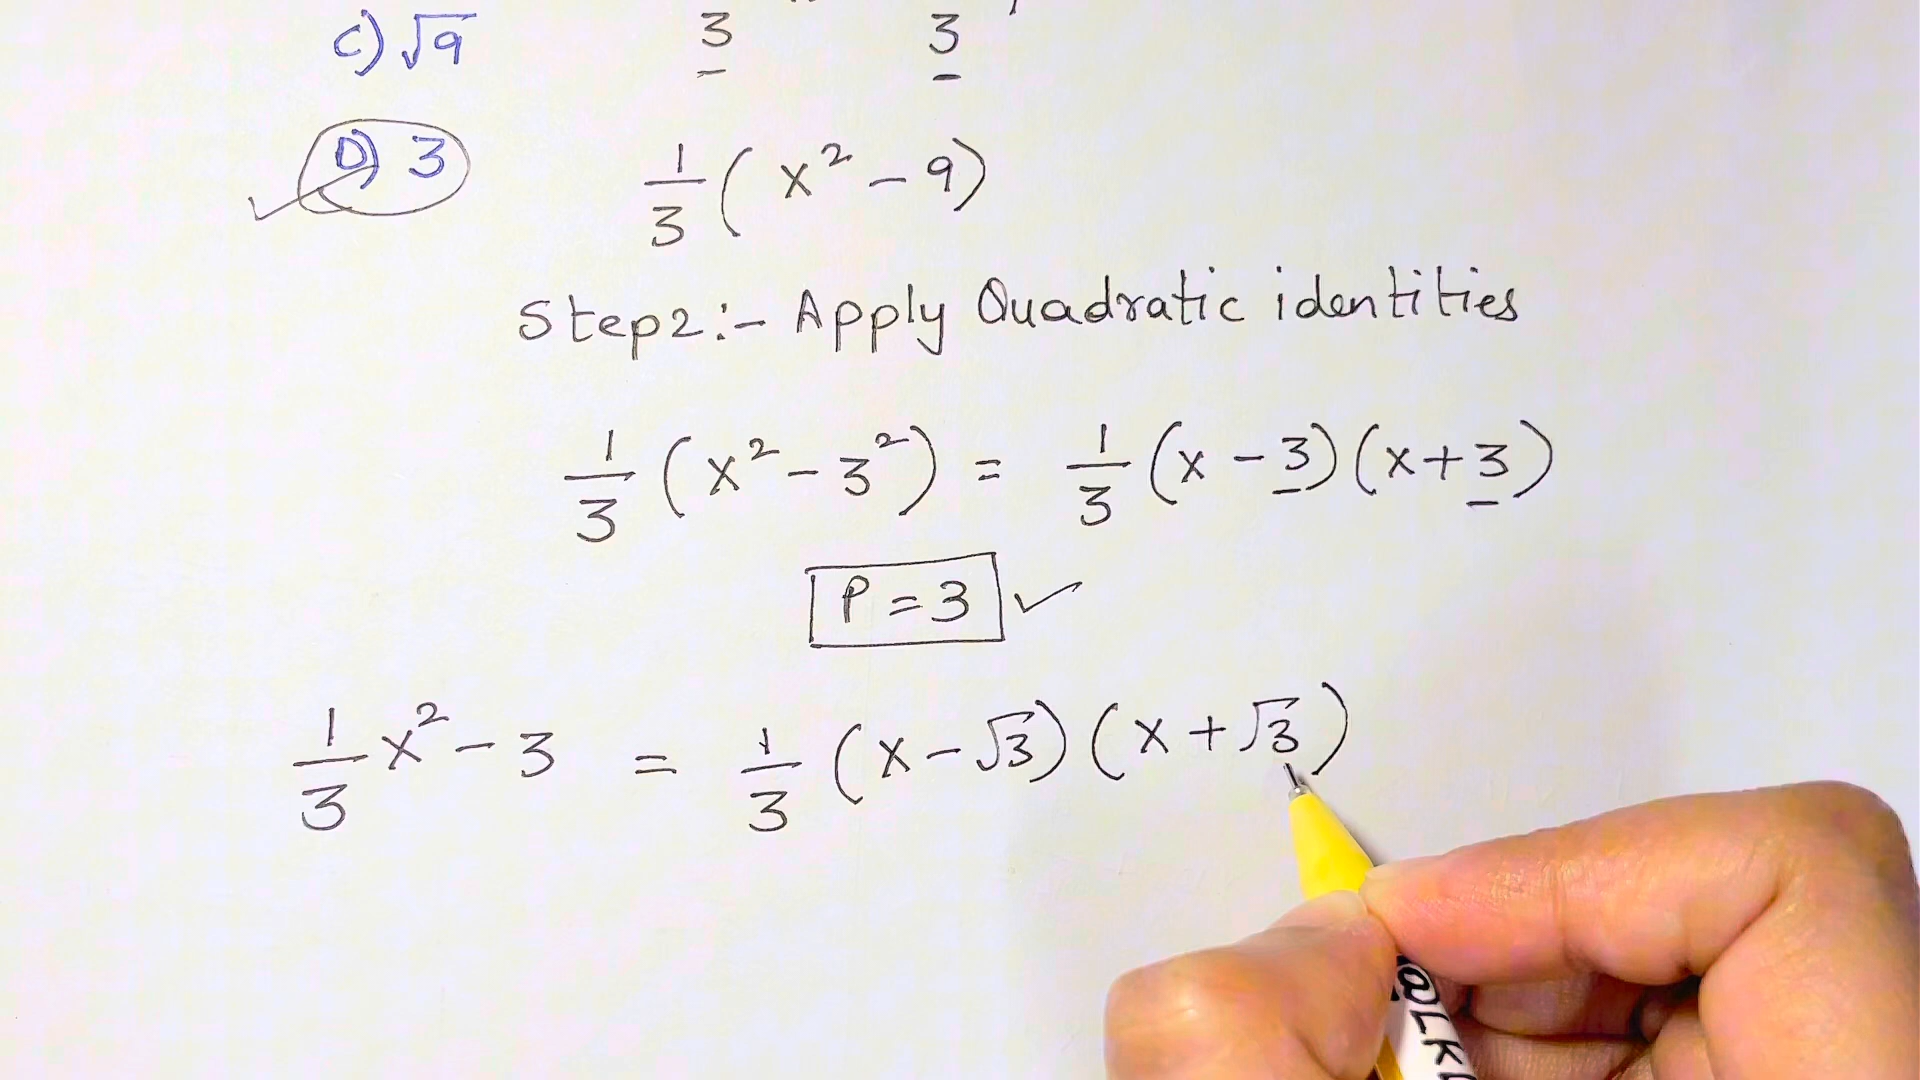 C) √9 3 3
D) 3 1/3 (x² - 9)
Step2:- Apply Quadratic identities
1/3 (x² - 3²) = 1/3 (x - 3)(x + 3)
P = 3
1/3 x² - 3 = 1/3 (x - √3)(x + √3)